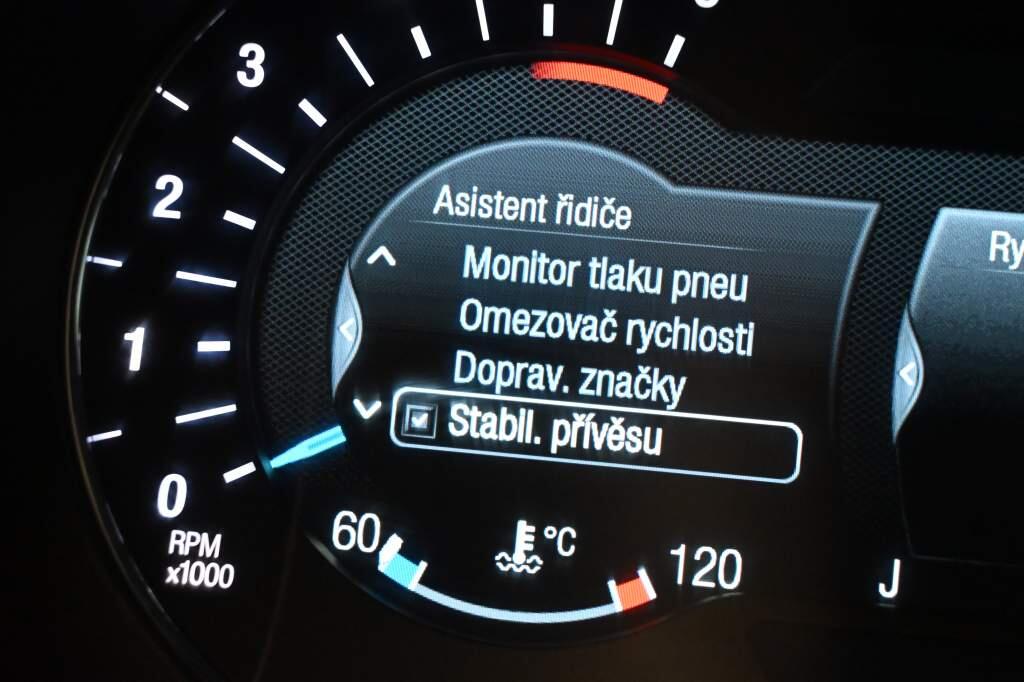 3
2
1
0
RPM
x1000
Asistent řidiče
Monitor tlaku pneu
Omezovač rychlosti
Doprav. značky
Stabil. přívěsu
60
°C
120
Ry
J